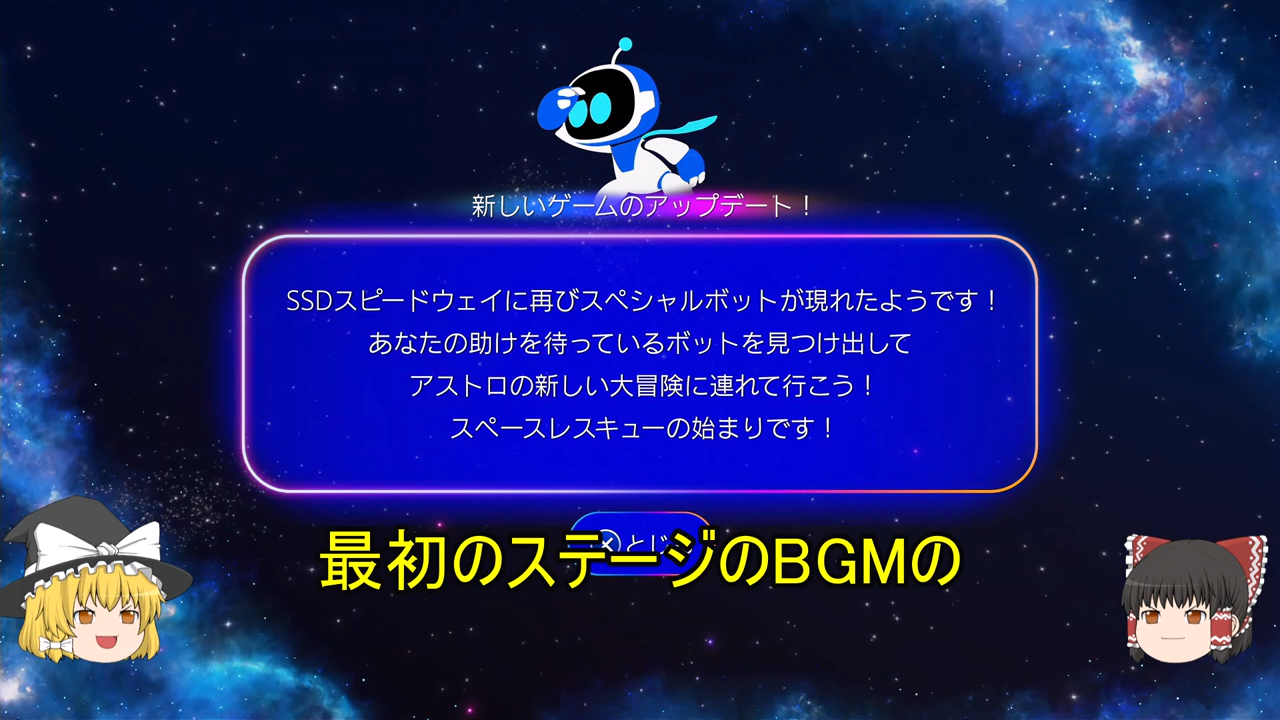 新しいゲームのアップデート！
SSDスピードウェイに再びスペシャルボットが現れたようです！
あなたの助けを待っているボットを見つけ出して
アストロの新しい大冒険に連れて行こう！
スペースレスキューの始まりです！
とじ
最初のステージのBGMの